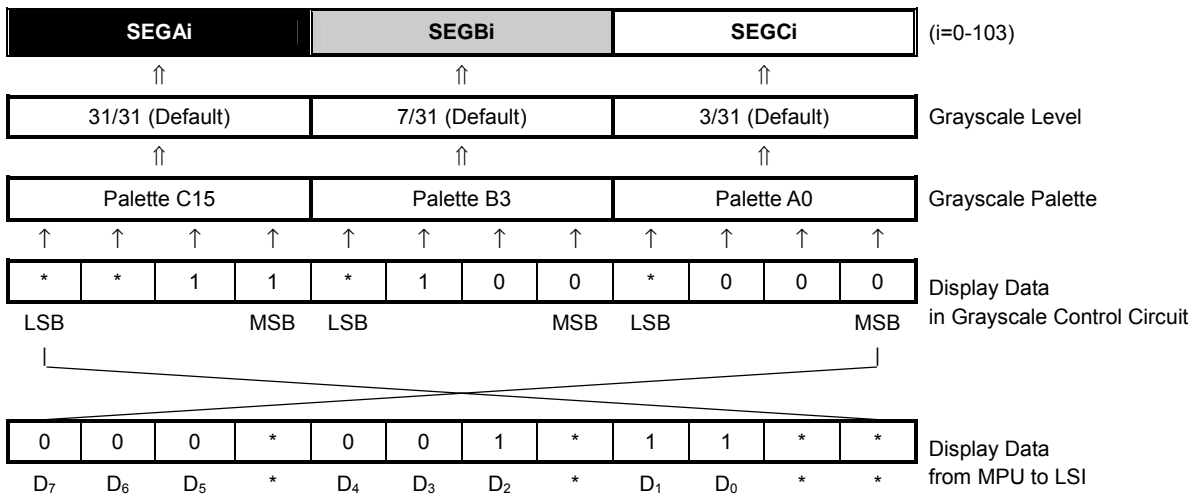 SEGAi SEGBi SEGCi (i=0-103)
⇑ ⇑ ⇑
31/31 (Default) 7/31 (Default) 3/31 (Default) Grayscale Level
⇑ ⇑ ⇑
Palette C15 Palette B3 Palette A0 Grayscale Palette
↑ ↑ ↑ ↑ ↑ ↑ ↑ ↑ ↑ ↑ ↑ ↑
* * 1 1 * 1 0 0 * 0 0 0 Display Data
in Grayscale Control Circuit
LSB MSB LSB MSB LSB MSB
0 0 0 * 0 0 1 * 1 1 * * Display Data
from MPU to LSI
D7 D6 D5 * D4 D3 D2 * D1 D0 * *